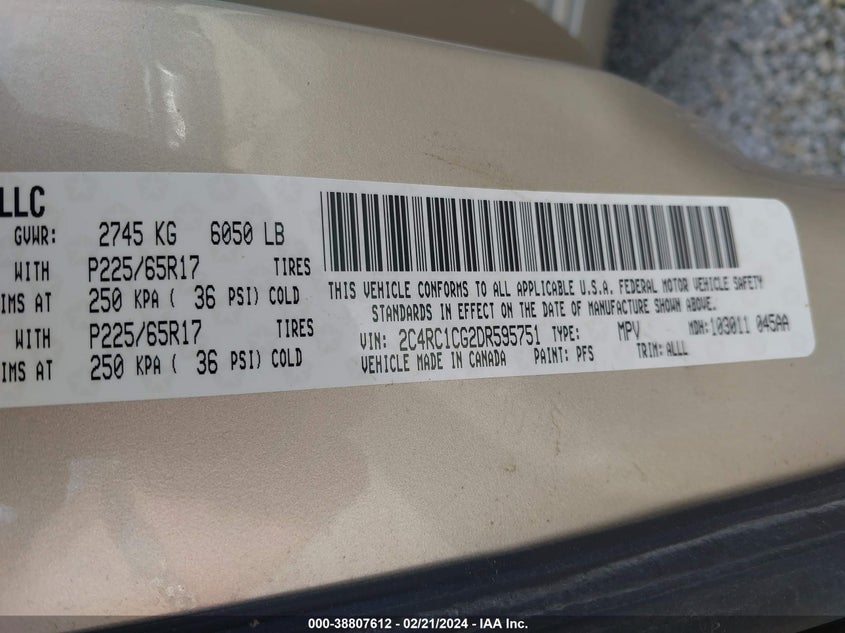 LLC
GVWR: 2745 KG 6050 LB
WITH P225/65R17 TIRES
IMS AT 250 KPA ( 36 PSI) COLD
WITH P225/65R17 TIRES
IMS AT 250 KPA ( 36 PSI) COLD
THIS VEHICLE CONFORMS TO ALL APPLICABLE U.S.A. FEDERAL MOTOR VEHICLE SAFETY
STANDARDS IN EFFECT ON THE DATE OF MANUFACTURE SHOWN ABOVE.
VIN: 2C4RC1CG2DR595751 TYPE: MPV MDH:103011 045AA
VEHICLE MADE IN CANADA PAINT: PFS TRIM: ALLL
000-38807612 - 02/21/2024 - IAA Inc.